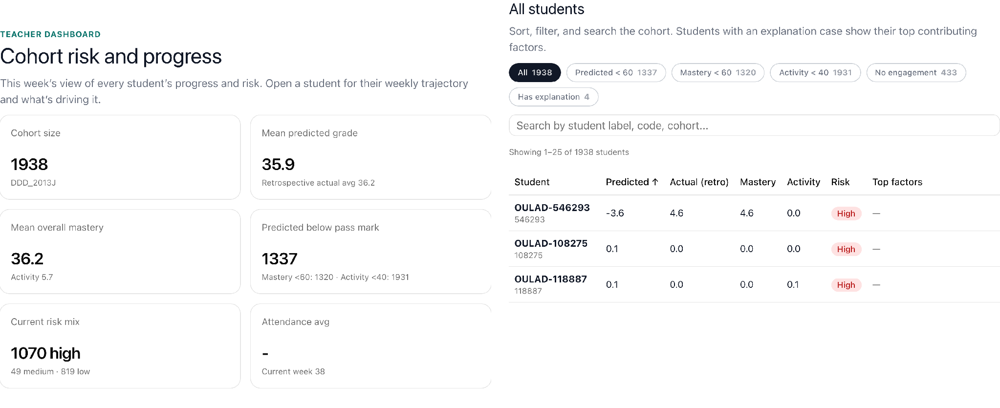 TEACHER DASHBOARD
Cohort risk and progress
This week’s view of every student’s progress and risk. Open a student for their weekly trajectory
and what’s driving it.
Cohort size
1938
DDD_2013J
Mean predicted grade
35.9
Retrospective actual avg 36.2
Mean overall mastery
36.2
Activity 5.7
Predicted below pass mark
1337
Mastery <60: 1320 · Activity <40: 1931
Current risk mix
1070 high
49 medium · 819 low
Attendance avg
-
Current week 38
All students
Sort, filter, and search the cohort. Students with an explanation case show their top contributing
factors.
All 1938 Predicted < 60 1337 Mastery < 60 1320 Activity < 40 1931 No engagement 433
Has explanation 4
Search by student label, code, cohort...
Showing 1–25 of 1938 students
Student Predicted ↑ Actual (retro) Mastery Activity Risk Top factors
OULAD-546293 -3.6 4.6 4.6 0.0 High —
546293
OULAD-108275 0.1 0.0 0.0 0.0 High —
108275
OULAD-118887 0.1 0.0 0.0 0.1 High —
118887